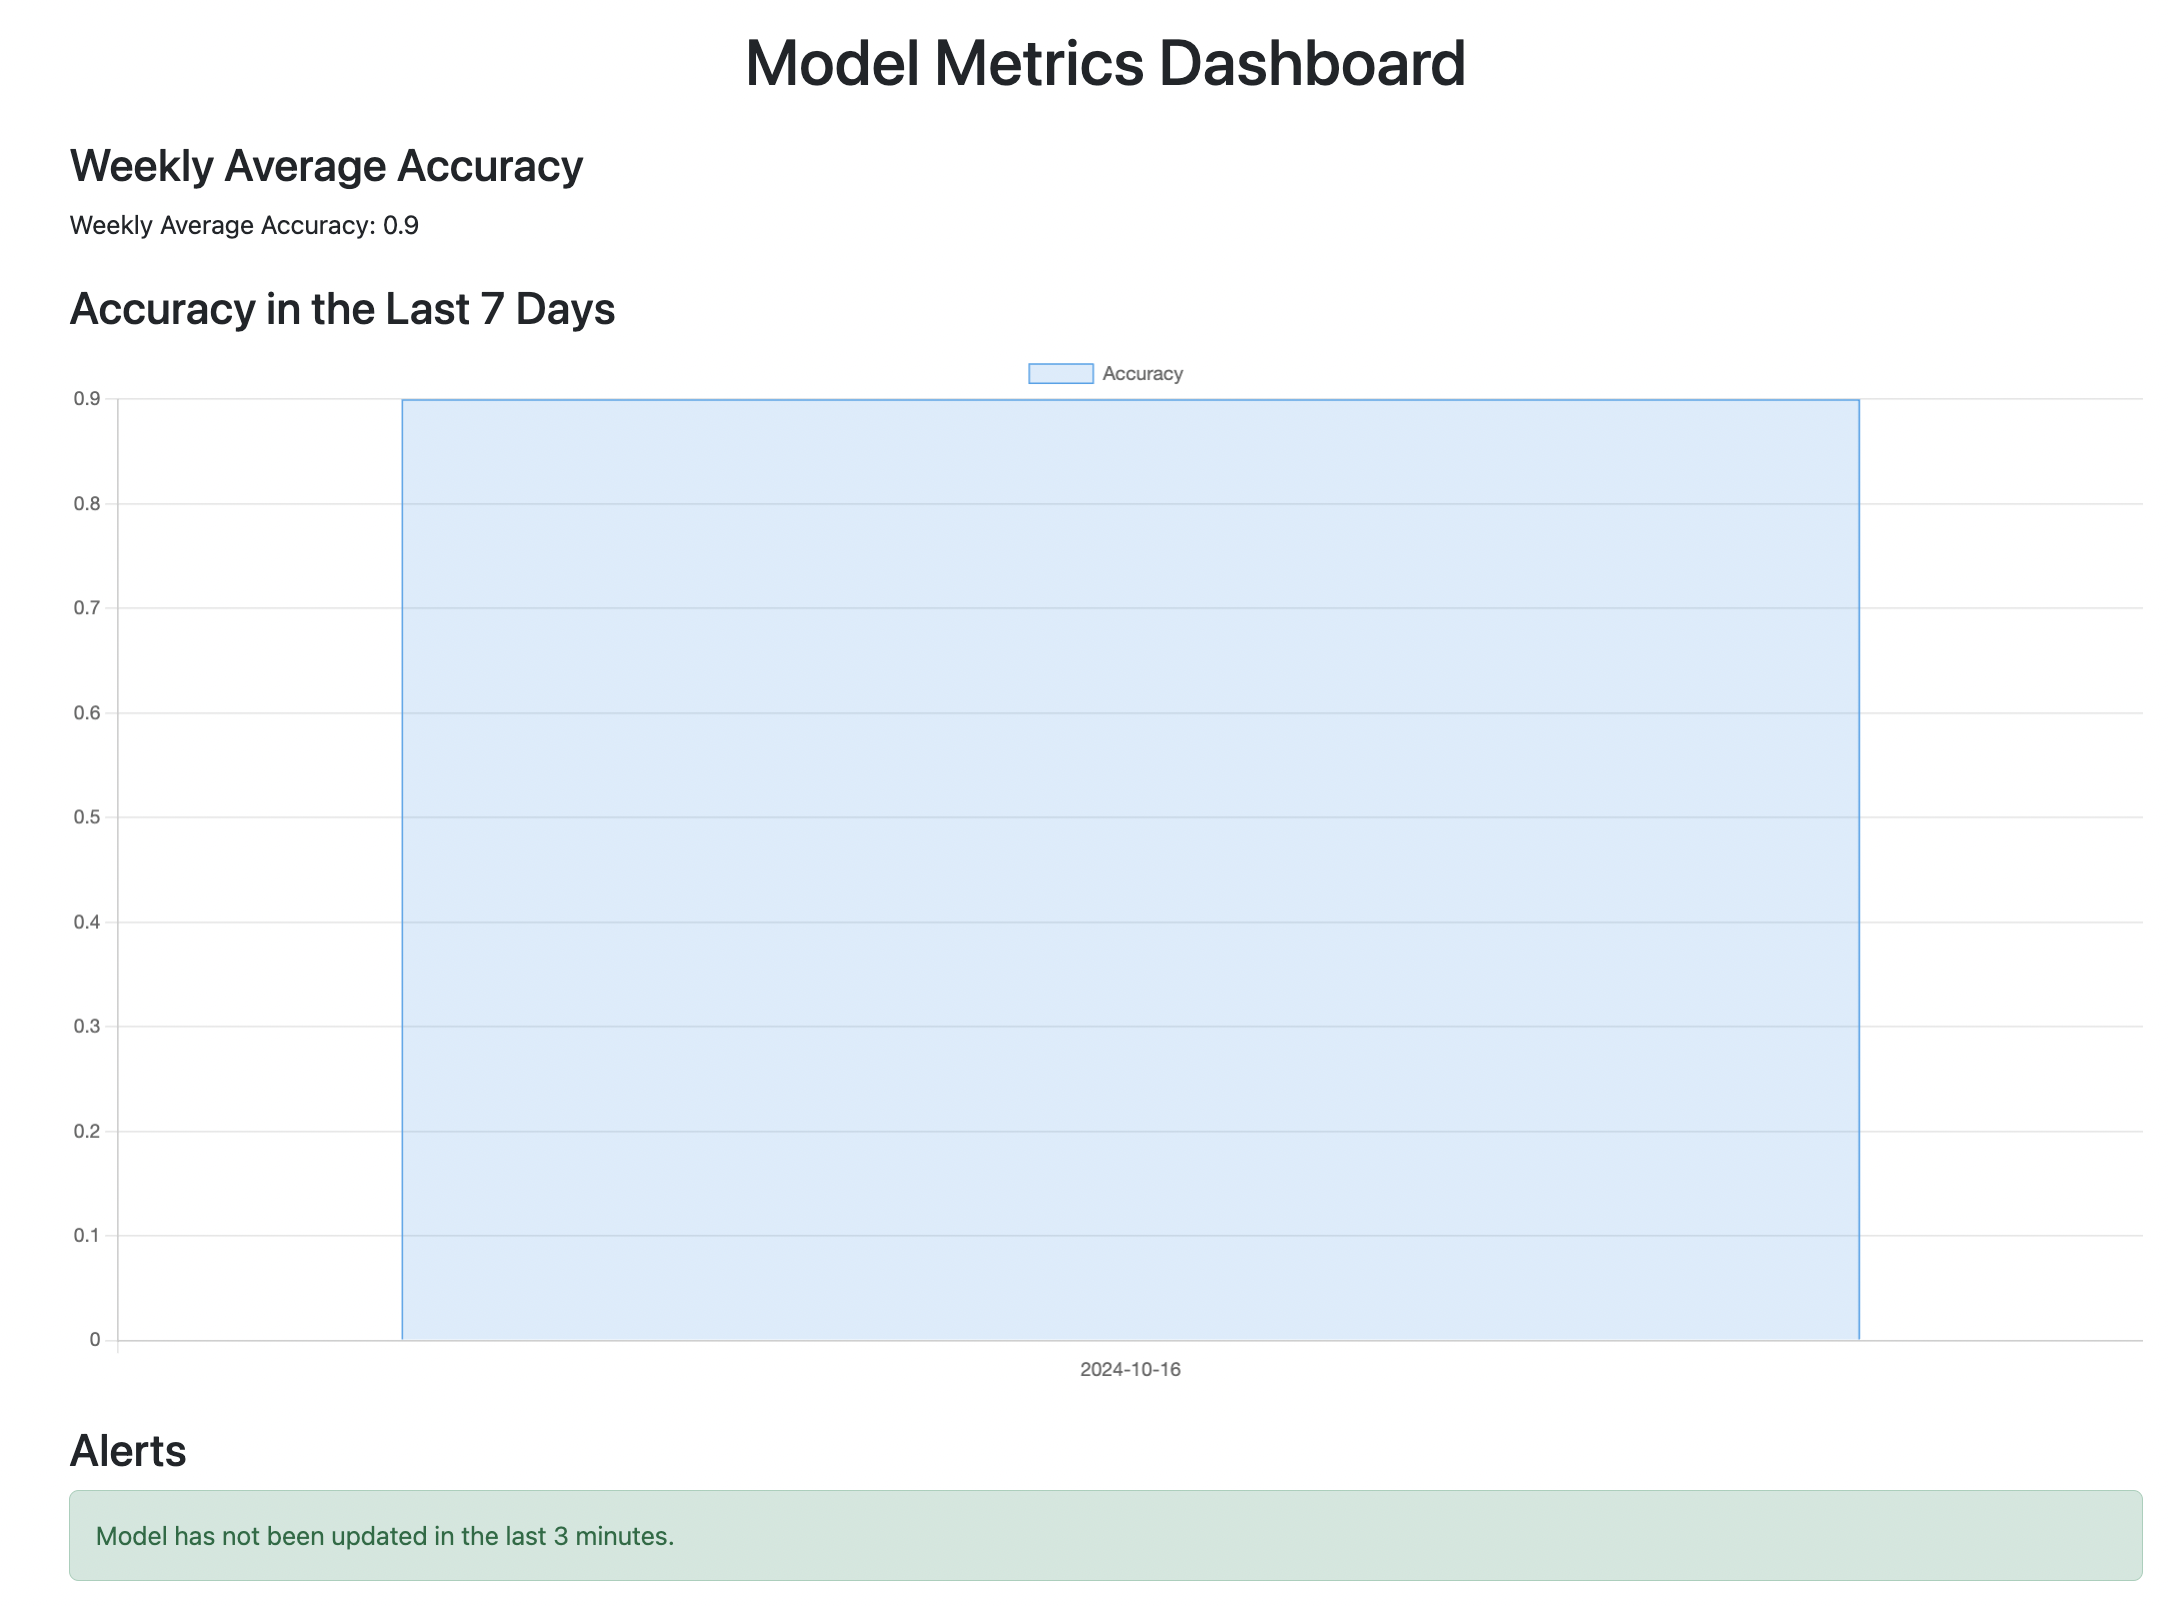 Model Metrics Dashboard
Weekly Average Accuracy
Weekly Average Accuracy: 0.9
Accuracy in the Last 7 Days
Accuracy
0.9
0.8
0.7
0.6
0.5
0.4
0.3
0.2
0.1
0
2024-10-16
Alerts
Model has not been updated in the last 3 minutes.